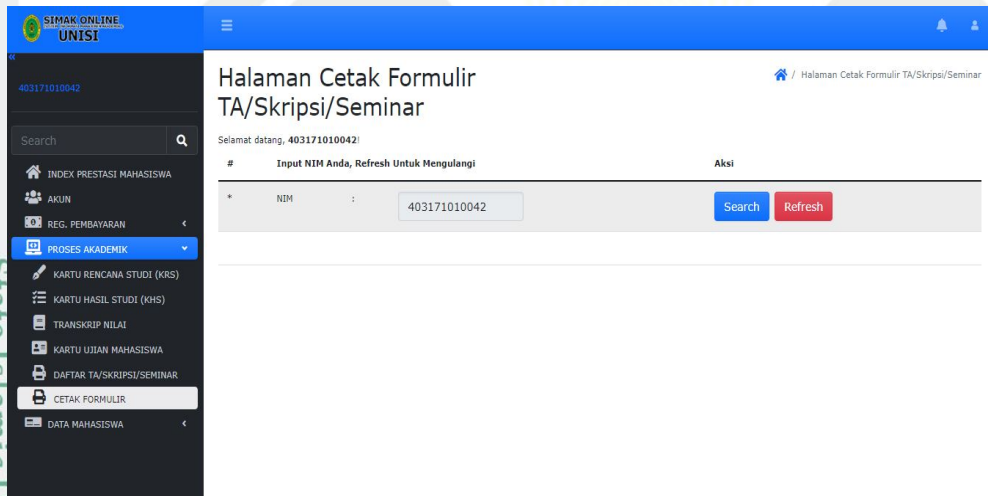 SIMAK ONLINE
UNISI
«
403171010042
Search
INDEX PRESTASI MAHASISWA
AKUN
REG. PEMBAYARAN
PROSES AKADEMIK
KARTU RENCANA STUDI (KRS)
KARTU HASIL STUDI (KHS)
TRANSKRIP NILAI
KARTU UJIAN MAHASISWA
DAFTAR TA/SKRIPSI/SEMINAR
CETAK FORMULIR
DATA MAHASISWA
Halaman Cetak Formulir
TA/Skripsi/Seminar
/ Halaman Cetak Formulir TA/Skripsi/Seminar
Selamat datang, 403171010042!
# Input NIM Anda, Refresh Untuk Mengulangi Aksi
* NIM : 403171010042 Search Refresh